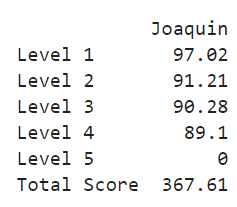 Joaquin
Level 1 97.02
Level 2 91.21
Level 3 90.28
Level 4 89.1
Level 5 0
Total Score 367.61